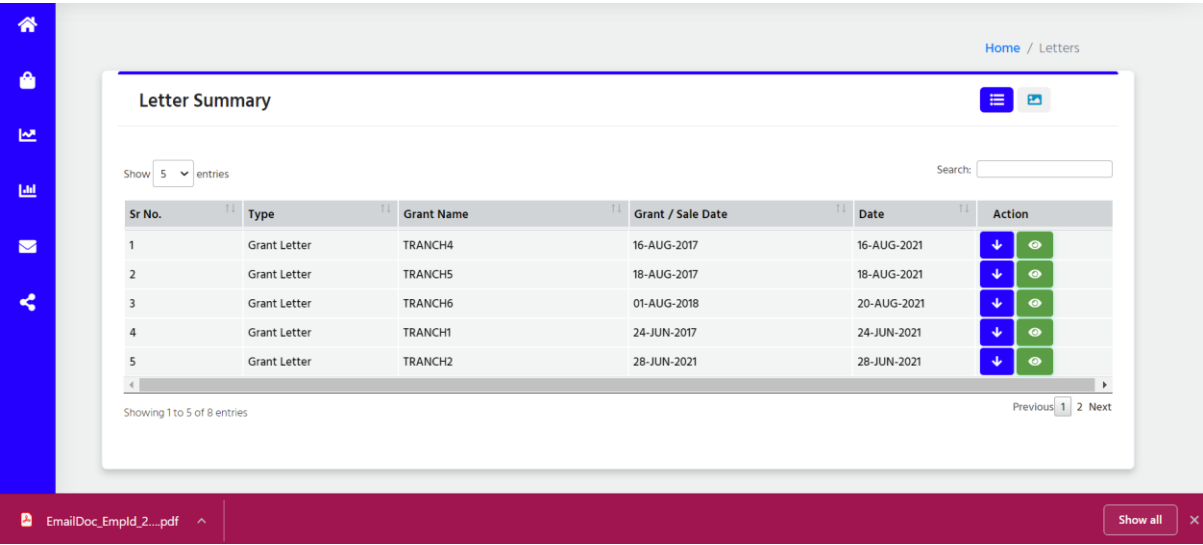 Home / Letters
Letter Summary
Show 5 entries Search:
Sr No. Type Grant Name Grant / Sale Date Date Action
1 Grant Letter TRANCH4 16-AUG-2017 16-AUG-2021
2 Grant Letter TRANCH5 18-AUG-2017 18-AUG-2021
3 Grant Letter TRANCH6 01-AUG-2018 20-AUG-2021
4 Grant Letter TRANCH1 24-JUN-2017 24-JUN-2021
5 Grant Letter TRANCH2 28-JUN-2021 28-JUN-2021
Showing 1 to 5 of 8 entries Previous 1 2 Next
EmailDoc_EmpId_2....pdf Show all